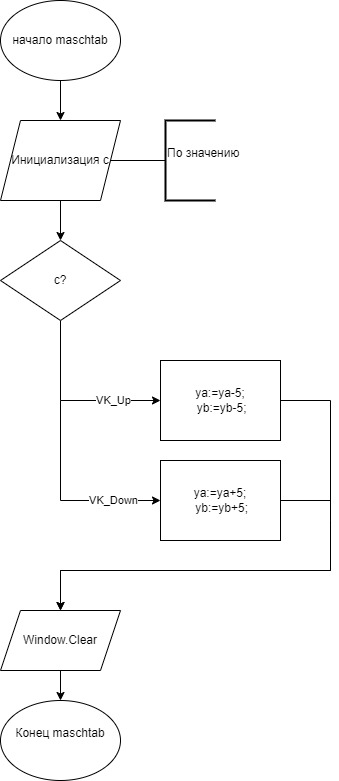 начало maschtab
Инициализация с
По значению
с?
VK_Up
ya:=ya-5;
yb:=yb-5;
VK_Down
ya:=ya+5;
yb:=yb+5;
Window.Clear
Конец maschtab